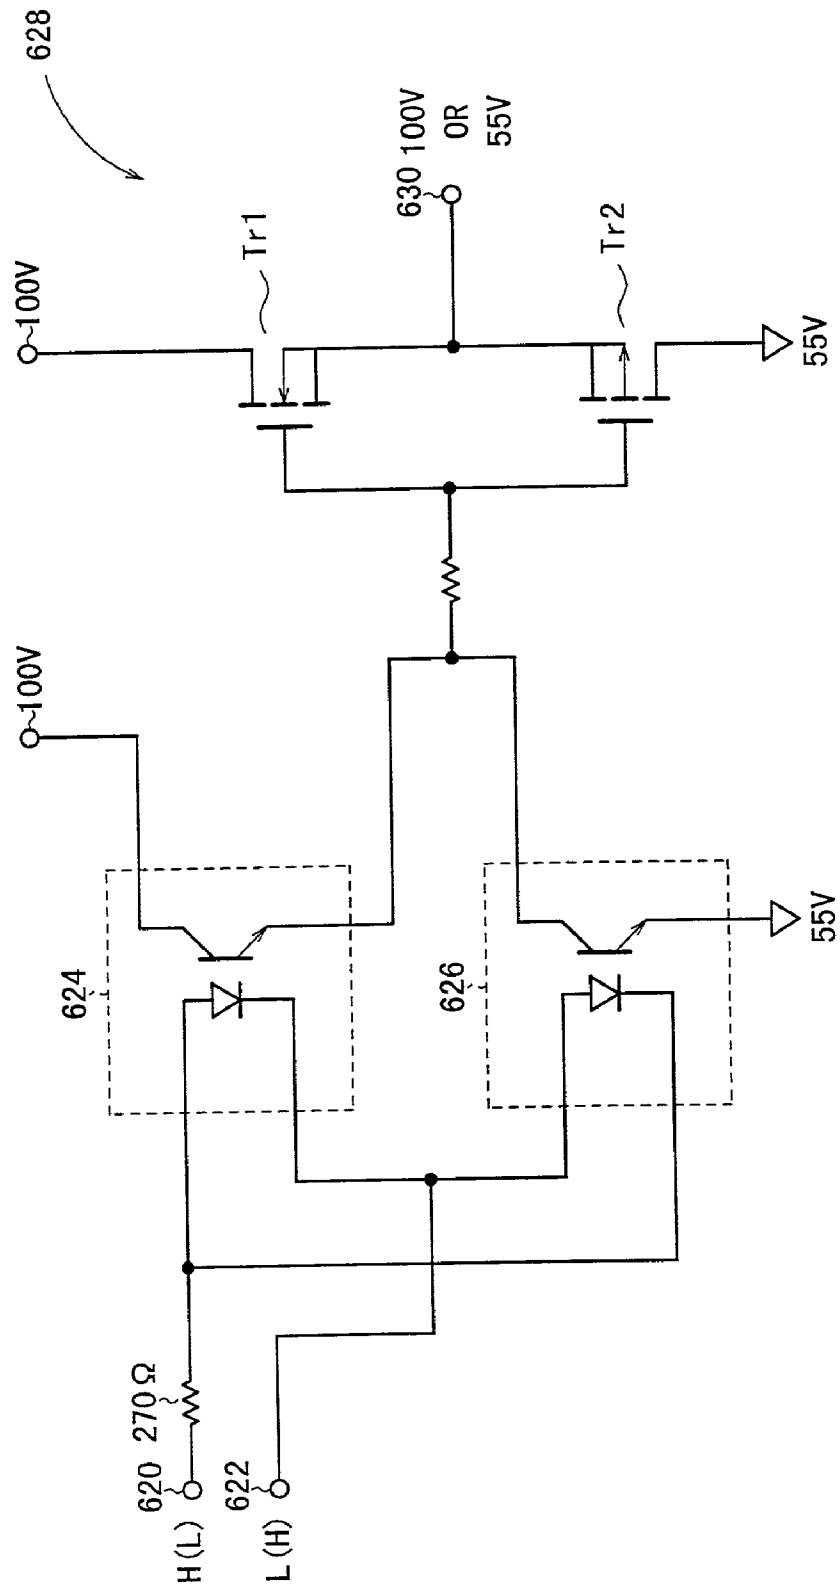 628
100V
Tr1
630
100V
OR
55V
Tr2
55V
100V
624
626
55V
620
270Ω
H(L)
622
L(H)